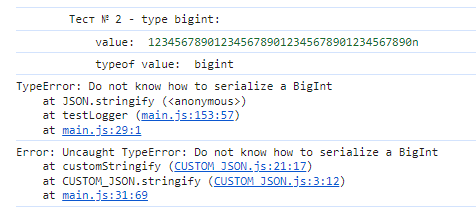 Тест № 2 - type bigint:
value: 1234567890123456789012345678901234567890n
typeof value: bigint
TypeError: Do not know how to serialize a BigInt
at JSON.stringify (<anonymous>)
at testLogger (main.js:153:57)
at main.js:29:1
Error: Uncaught TypeError: Do not know how to serialize a BigInt
at customStringify (CUSTOM_JSON.js:21:17)
at CUSTOM_JSON.stringify (CUSTOM_JSON.js:3:12)
at main.js:31:69